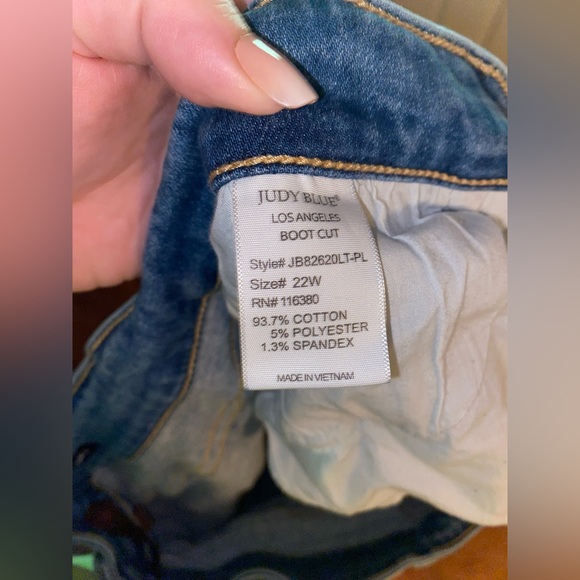 JUDY BLUE®
LOS ANGELES
BOOT CUT
Style# JB82620LT-PL
Size# 22W
RN# 116380
93.7% COTTON
5% POLYESTER
1.3% SPANDEX
MADE IN VIETNAM